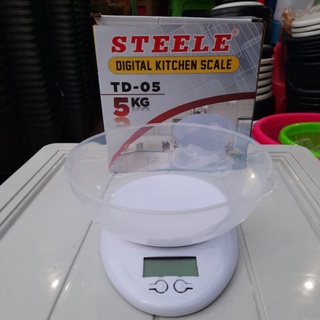 STEELE®
DIGITAL KITCHEN SCALE
TD-05
5KG